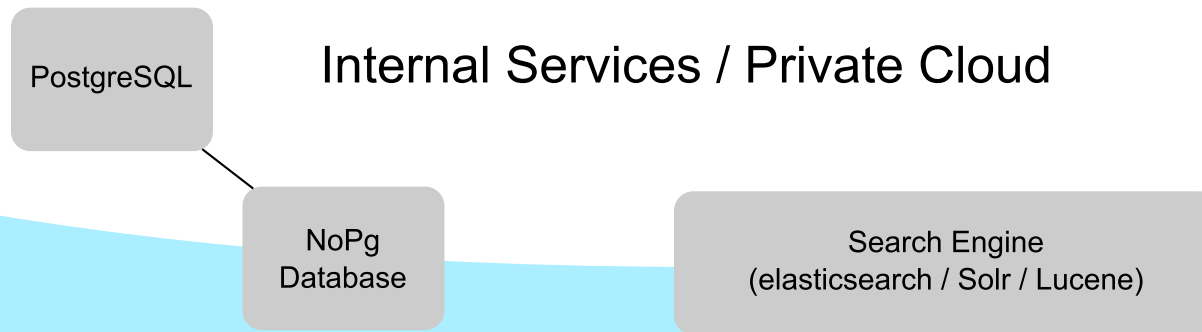 Internal Services / Private Cloud
PostgreSQL
NoPg
Database
Search Engine
(elasticsearch / Solr / Lucene)